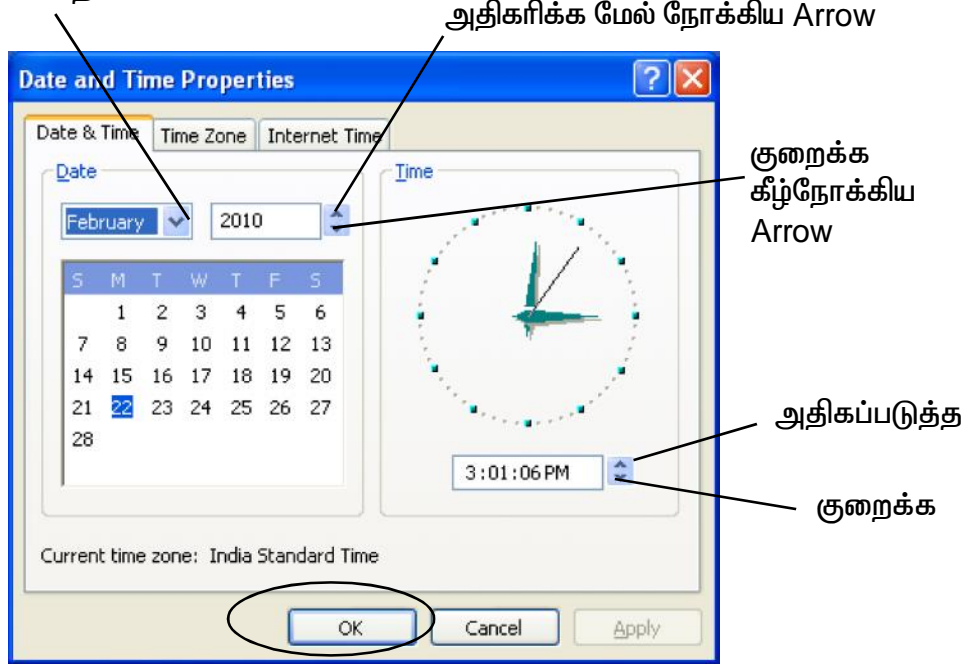 அதிகரிக்க மேல் நோக்கிய Arrow
Date and Time Properties
Date & Time Time Zone Internet Time
Date
Time
February 2010
குறைக்க
கீழ்நோக்கிய
Arrow
S M T W T F S
1 2 3 4 5 6
7 8 9 10 11 12 13
14 15 16 17 18 19 20
21 22 23 24 25 26 27
28
அதிகப்படுத்த
3:01:06 PM
குறைக்க
Current time zone: India Standard Time
OK Cancel Apply